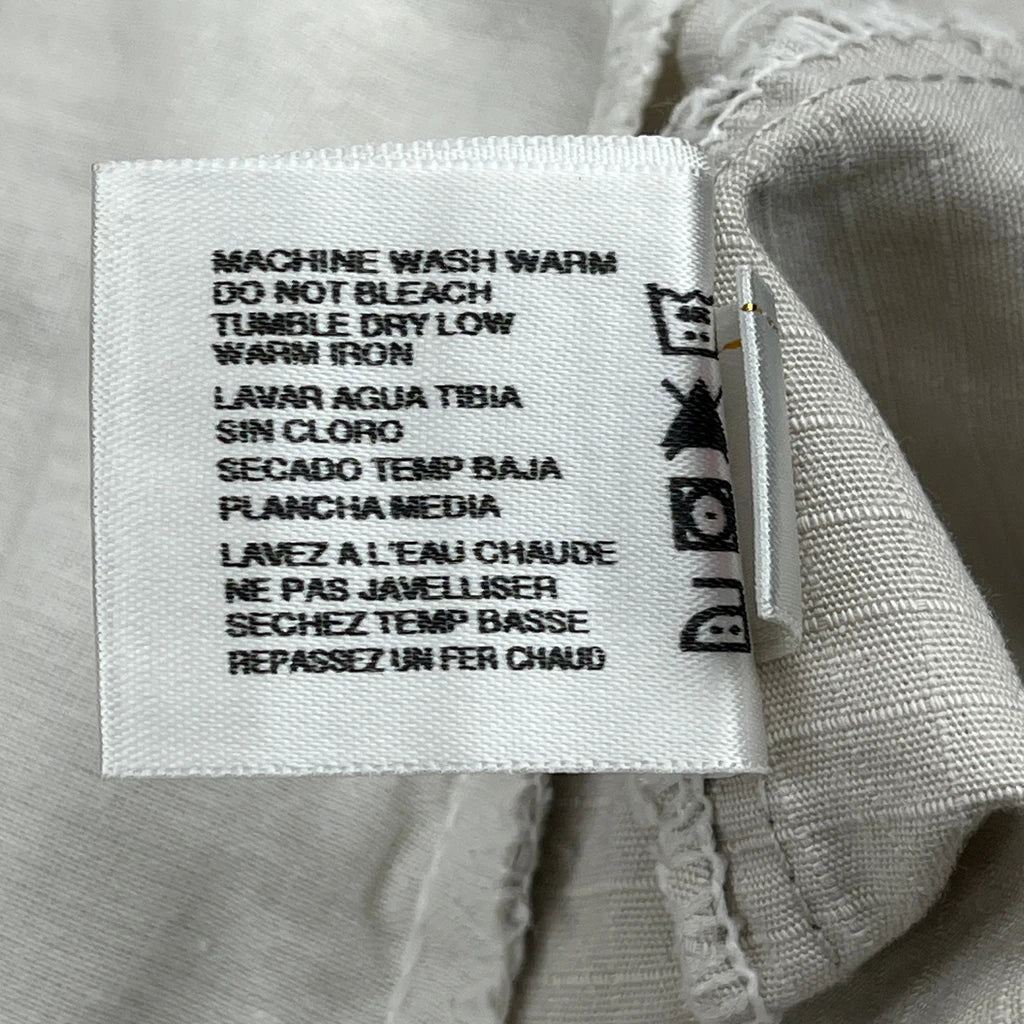 MACHINE WASH WARM
DO NOT BLEACH
TUMBLE DRY LOW
WARM IRON
LAVAR AGUA TIBIA
SIN CLORO
SECADO TEMP BAJA
PLANCHA MEDIA
LAVEZ A L'EAU CHAUDE
NE PAS JAVELLISER
SECHEZ TEMP BASSE
REPASSEZ UN FER CHAUD